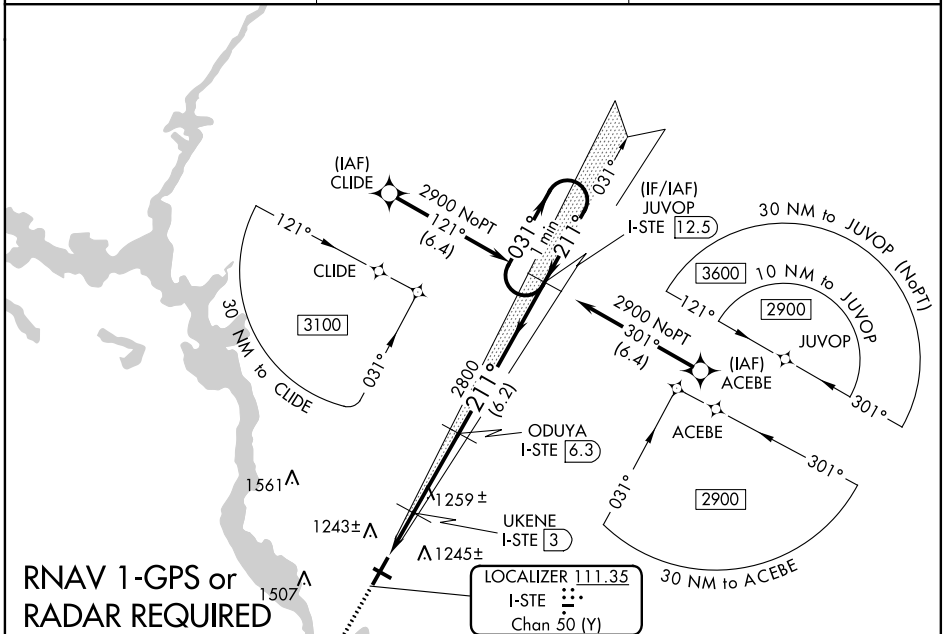 (IAF)
CLIDE
2900 NoPT
121°
(6.4)
031°
1 min
211°
031°
(IF/IAF)
JUVOP
I-STE 12.5
30 NM to JUVOP (NoPT)
3600
10 NM to JUVOP
2900
121°
JUVOP
301°
121°
CLIDE
3100
031°
30 NM to CLIDE
2900 NoPT
301°
(6.4)
(IAF)
ACEBE
2800
211°
(6.2)
ODUYA
I-STE 6.3
ACEBE
031°
301°
2900
30 NM to ACEBE
1561
1259±
1243±
UKENE
I-STE 3
1245±
1507
RNAV 1-GPS or
RADAR REQUIRED
LOCALIZER 111.35
I-STE
Chan 50 (Y)